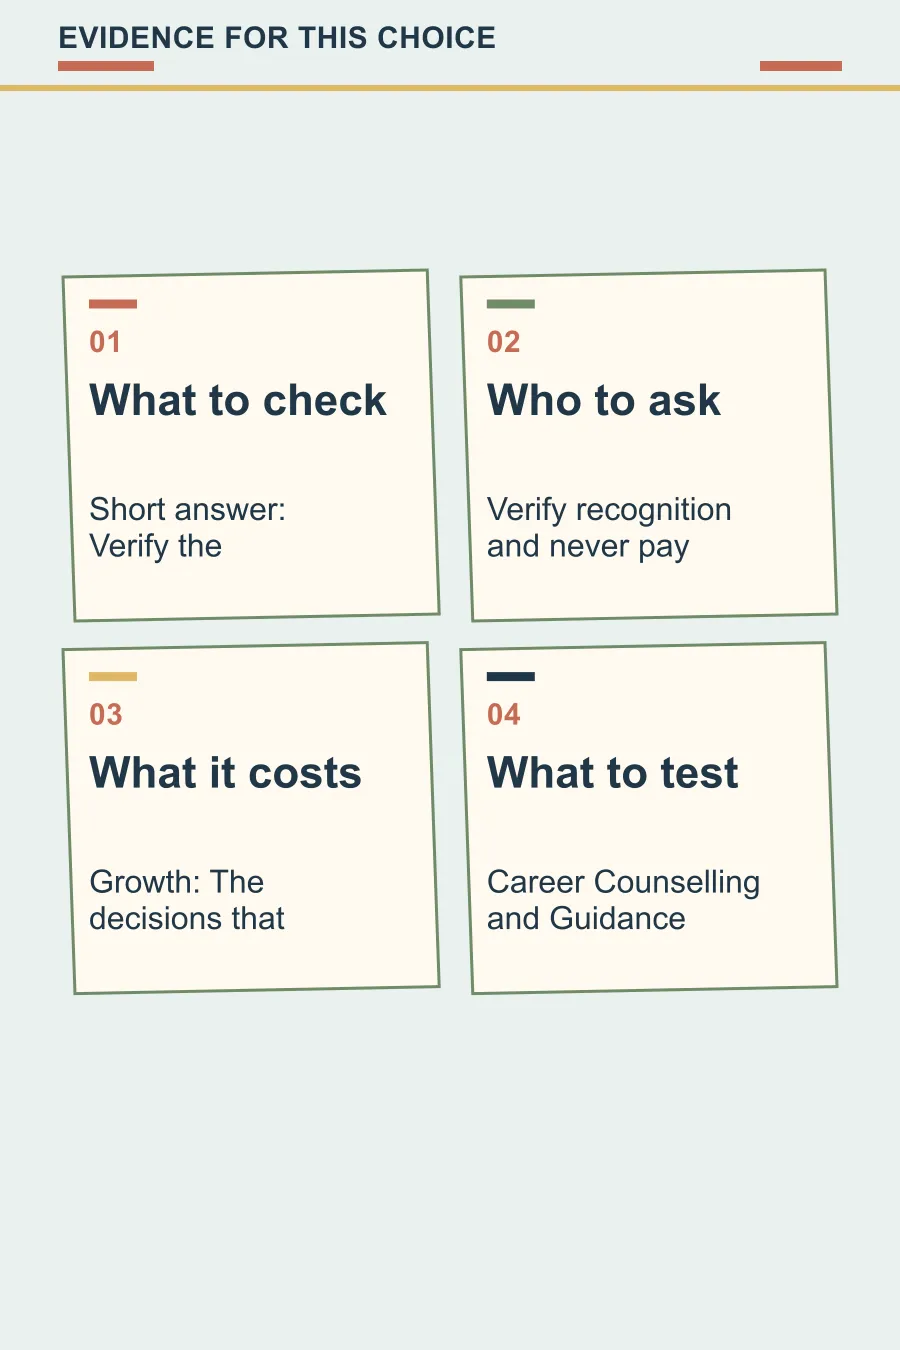 EVIDENCE FOR THIS CHOICE
01
What to check
Short answer:
Verify the
02
Who to ask
Verify recognition
and never pay
03
What it costs
Growth: The
decisions that
04
What to test
Career Counselling
and Guidance